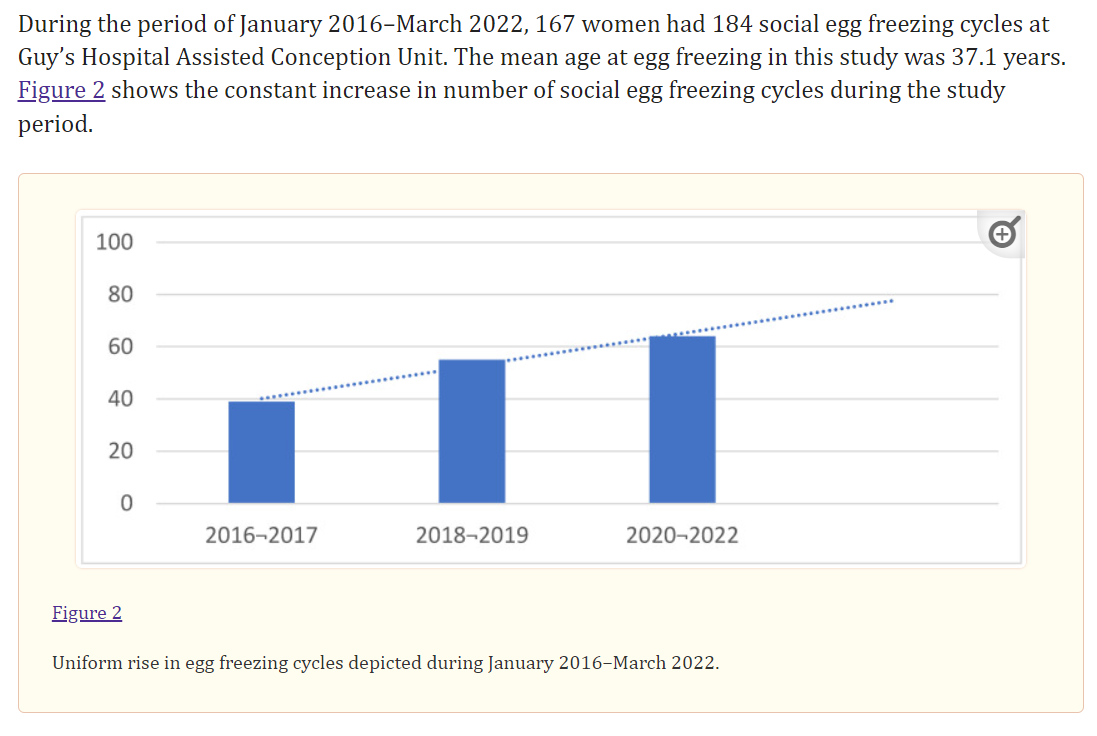 During the period of January 2016–March 2022, 167 women had 184 social egg freezing cycles at
Guy’s Hospital Assisted Conception Unit. The mean age at egg freezing in this study was 37.1 years.
Figure 2 shows the constant increase in number of social egg freezing cycles during the study
period.
100
80
60
40
20
0
2016¬2017 2018¬2019 2020¬2022
Figure 2
Uniform rise in egg freezing cycles depicted during January 2016–March 2022.